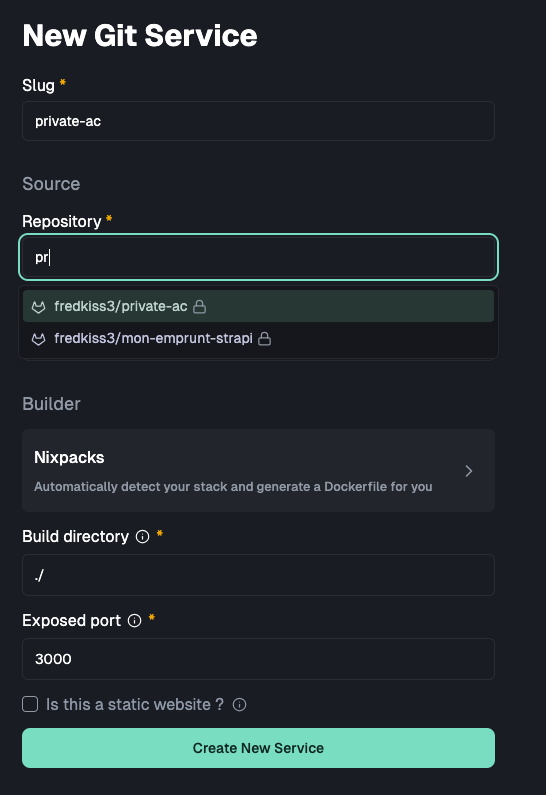 New Git Service
Slug *
private-ac
Source
Repository *
pr
fredkiss3/private-ac
fredkiss3/mon-emprunt-strapi
Builder
Nixpacks
Automatically detect your stack and generate a Dockerfile for you
Build directory *
./
Exposed port *
3000
Is this a static website ?
Create New Service